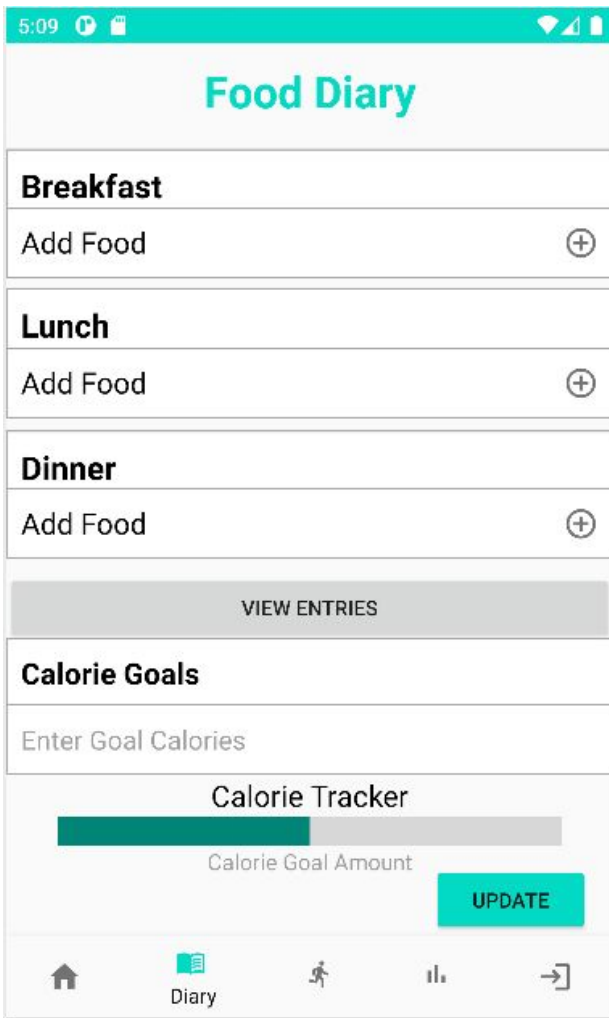 5:09
Food Diary
Breakfast
Add Food
Lunch
Add Food
Dinner
Add Food
VIEW ENTRIES
Calorie Goals
Enter Goal Calories
Calorie Tracker
Calorie Goal Amount
UPDATE
Diary